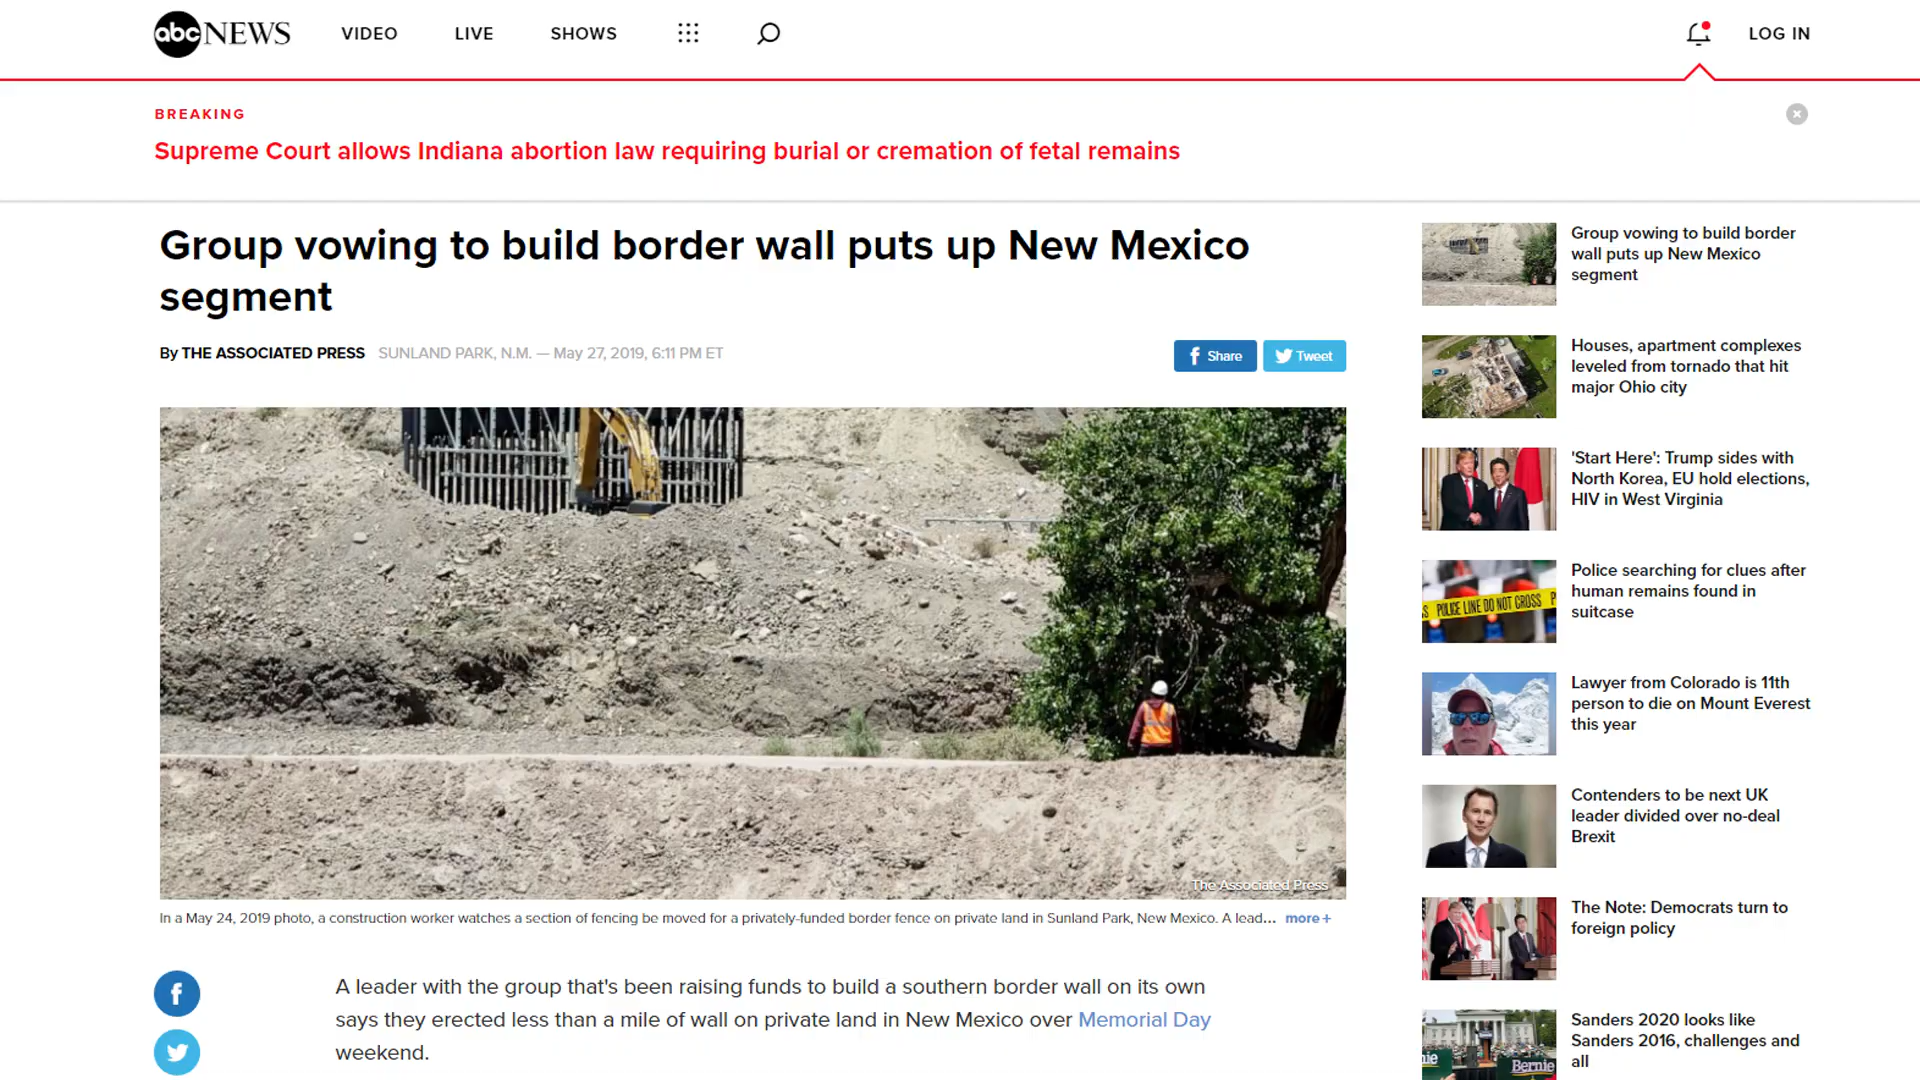 abc NEWS
VIDEO
LIVE
SHOWS
LOG IN
BREAKING
Supreme Court allows Indiana abortion law requiring burial or cremation of fetal remains
Group vowing to build border wall puts up New Mexico
segment
By THE ASSOCIATED PRESS SUNLAND PARK, N.M. — May 27, 2019, 6:11 PM ET
Share
Tweet
The Associated Press
In a May 24, 2019 photo, a construction worker watches a section of fencing be moved for a privately-funded border fence on private land in Sunland Park, New Mexico. A lead... more +
A leader with the group that's been raising funds to build a southern border wall on its own
says they erected less than a mile of wall on private land in New Mexico over Memorial Day
weekend.
Group vowing to build border
wall puts up New Mexico
segment
Houses, apartment complexes
leveled from tornado that hit
major Ohio city
'Start Here': Trump sides with
North Korea, EU hold elections,
HIV in West Virginia
POLICE LINE DO NOT CROSS
Police searching for clues after
human remains found in
suitcase
Lawyer from Colorado is 11th
person to die on Mount Everest
this year
Contenders to be next UK
leader divided over no-deal
Brexit
The Note: Democrats turn to
foreign policy
Bernie
Sanders 2020 looks like
Sanders 2016, challenges and
all